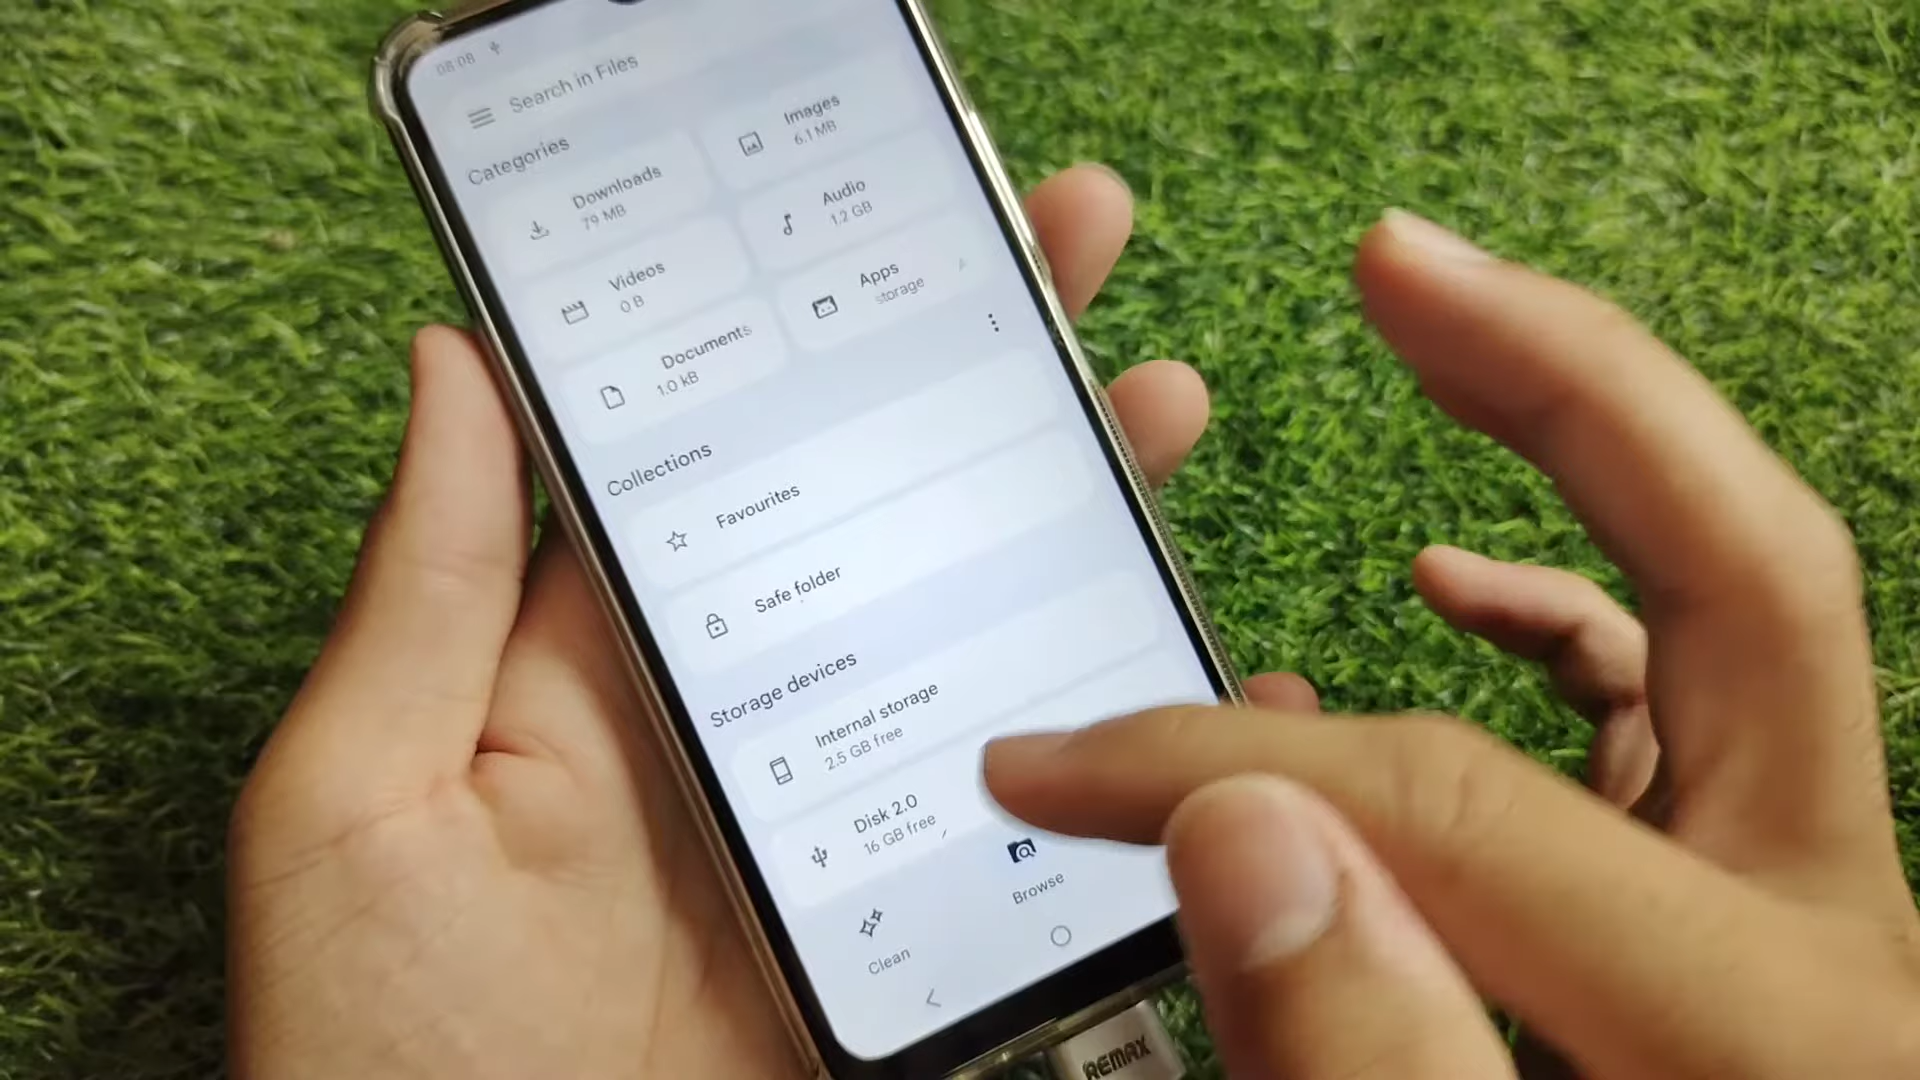 08:08
Search in Files
Categories
Downloads
79 MB
Images
6.1 MB
Videos
0 B
Audio
1.2 GB
Documents
1.0 kB
Apps
storage
Collections
Favourites
Safe folder
Storage devices
Internal storage
2.5 GB free
Disk 2.0
16 GB free
Clean
Browse
REMAX